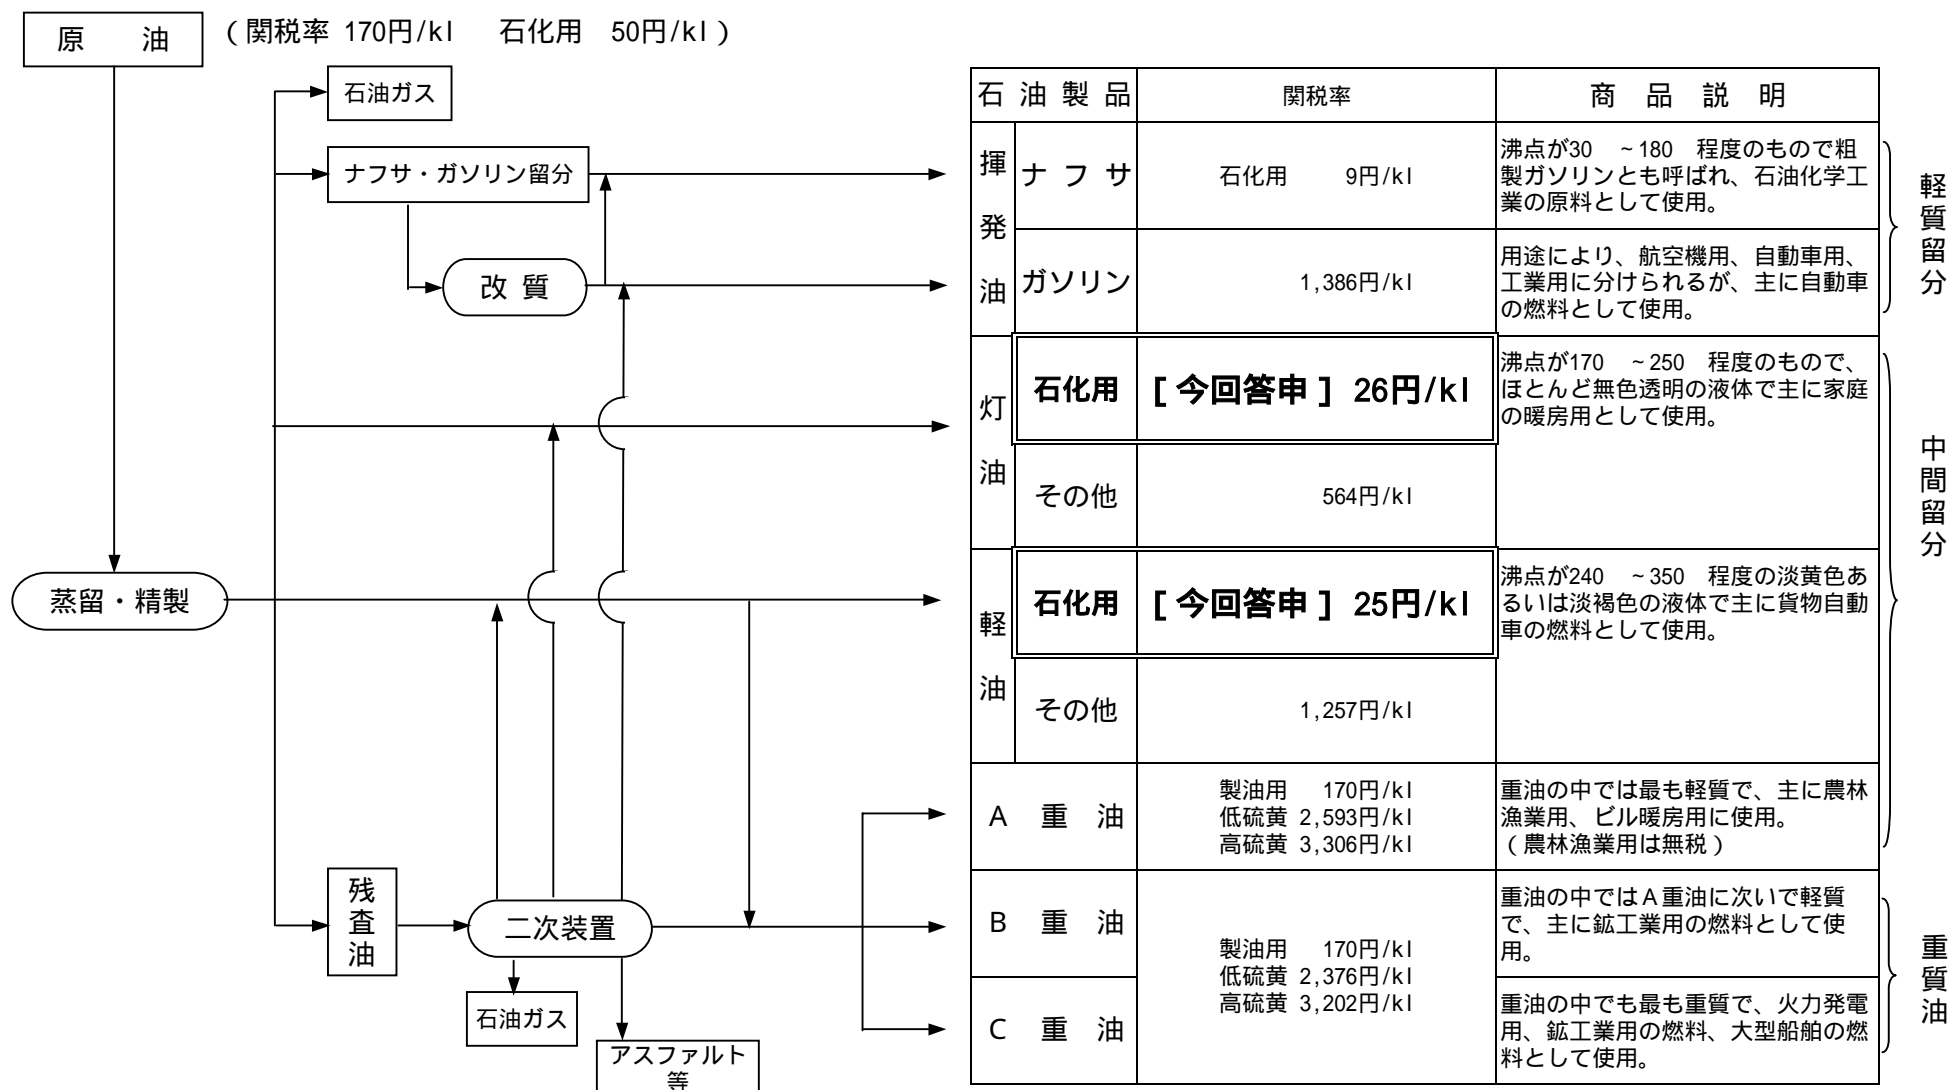 原　油 （関税率 170円/kl　石化用　50円/kl）
石油ガス
ナフサ・ガソリン留分
改 質
蒸留・精製
残査油
二次装置
石油ガス
アスファルト
等
石 油 製 品　関税率　商　品　説　明
揮発油
ナ フ サ
石化用　9円/kl
沸点が30　~180　程度のもので粗
製ガソリンとも呼ばれ、石油化学工
業の原料として使用。
ガソリン
1,386円/kl
用途により、航空機用、自動車用、
工業用に分けられるが、主に自動車
の燃料として使用。
灯油
石化用
[ 今回答申 ] 26円/kl
沸点が170　~250　程度のもので、
ほとんど無色透明の液体で主に家庭
の暖房用として使用。
その他
564円/kl
軽油
石化用
[ 今回答申 ] 25円/kl
沸点が240　~350　程度の淡黄色あ
るいは淡褐色の液体で主に貨物自動
車の燃料として使用。
その他
1,257円/kl
A　重　油
製油用　170円/kl
低硫黄 2,593円/kl
高硫黄 3,306円/kl
重油の中では最も軽質で、主に農林
漁業用、ビル暖房用に使用。
（農林漁業用は無税）
B　重　油
製油用　170円/kl
低硫黄 2,376円/kl
高硫黄 3,202円/kl
重油の中ではA重油に次いで軽質
で、主に鉱工業用の燃料として使
用。
C　重　油
重油の中でも最も重質で、火力発電
用、鉱工業用の燃料、大型船舶の燃
料として使用。
軽質留分
中間留分
重質油